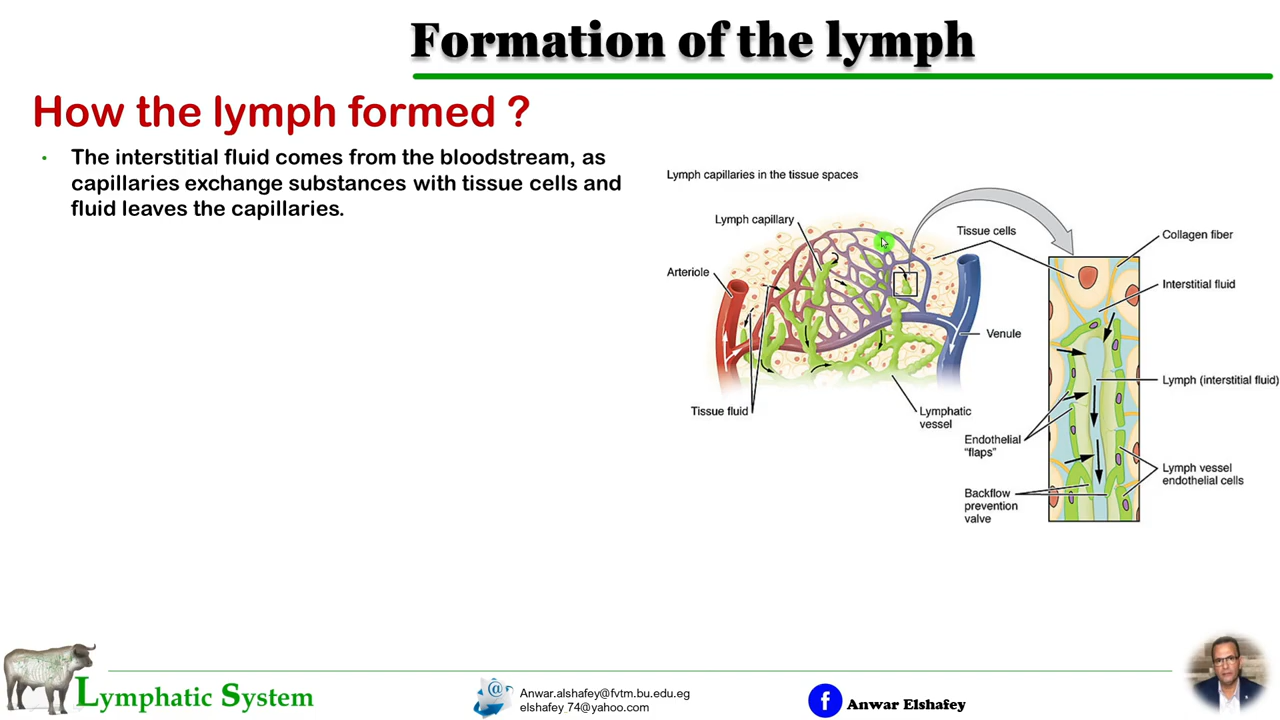 Formation of the lymph
How the lymph formed ?
• The interstitial fluid comes from the bloodstream, as
capillaries exchange substances with tissue cells and
fluid leaves the capillaries.
Lymph capillaries in the tissue spaces
Lymph capillary
Tissue cells
Arteriole
Venule
Tissue fluid
Lymphatic
vessel
Collagen fiber
Interstitial fluid
Lymph (interstitial fluid)
Endothelial
"flaps"
Lymph vessel
endothelial cells
Backflow
prevention
valve
Lymphatic System
@
Anwar.alshafey@fvtm.bu.edu.eg
elshafey_74@yahoo.com
f
Anwar Elshafey